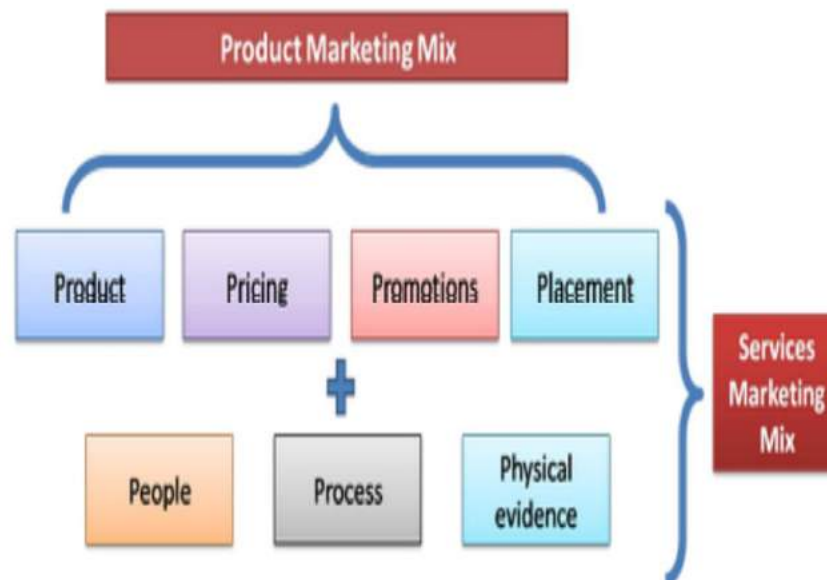 Product Marketing Mix
Product
Pricing
Promotions
Placement
People
Process
Physical
evidence
Services
Marketing
Mix